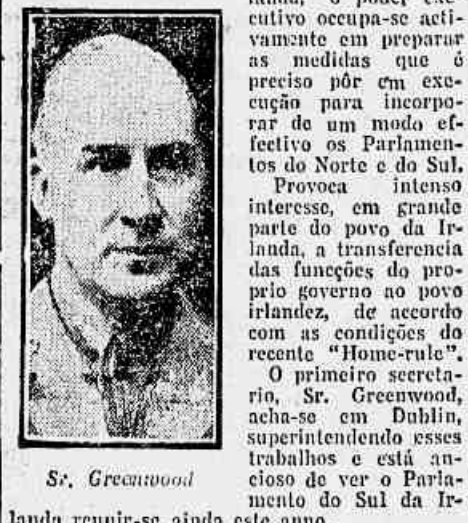 landa, o poder exe-
cutivo occupa-se acti-
vamente em preparar
as medidas que é
preciso pôr em exe-
cução para incorpo-
rar de um modo ef-
fectivo os Parlamen-
tos do Norte e do Sul.
Provoca intenso
interesse, em grande
parte do povo da Ir-
landa, a transferencia
das funcções do pro-
prio governo ao povo
irlandez, de accordo
com as condições do
recente "Home-rule".
O primeiro secreta-
rio, Sr. Greenwood,
acha-se em Dublin,
superintendendo esses
trabalhos e está an-
cioso de ver o Parla-
mento do Sul da Ir-
landa reunir-se ainda este anno.
Sr. Greenwood